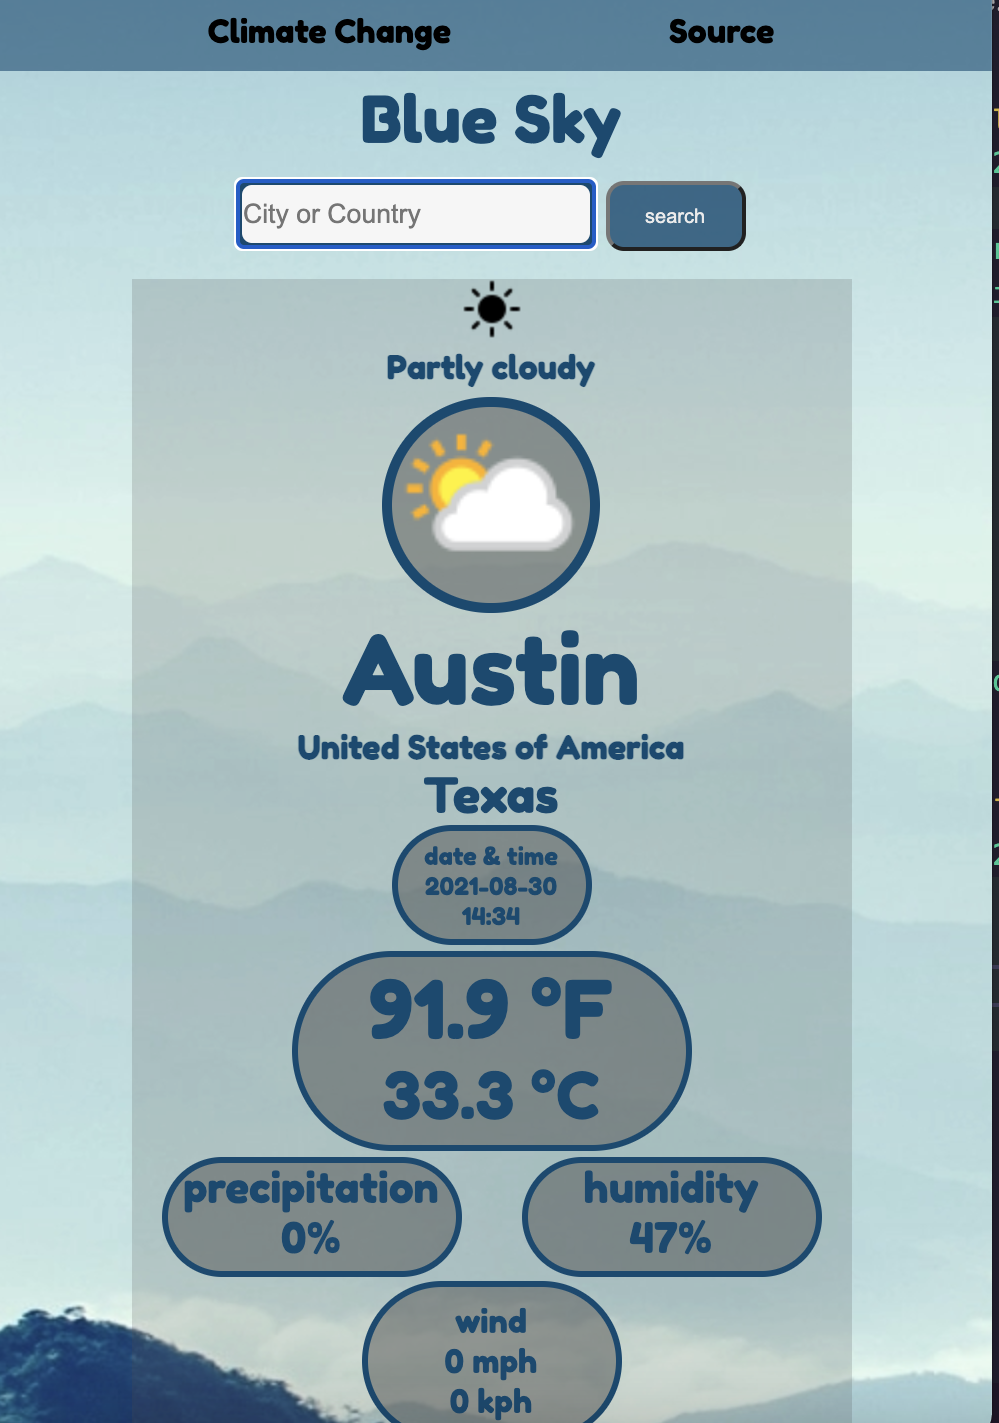 Climate Change
Source
Blue Sky
City or Country
search
Partly cloudy
Austin
United States of America
Texas
date & time
2021-08-30
14:34
91.9 °F
33.3 °C
precipitation
0%
humidity
47%
wind
0 mph
0 kph